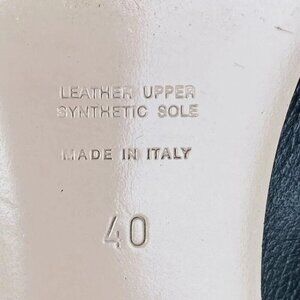 LEATHER UPPER
SYNTHETIC SOLE
MADE IN ITALY
40